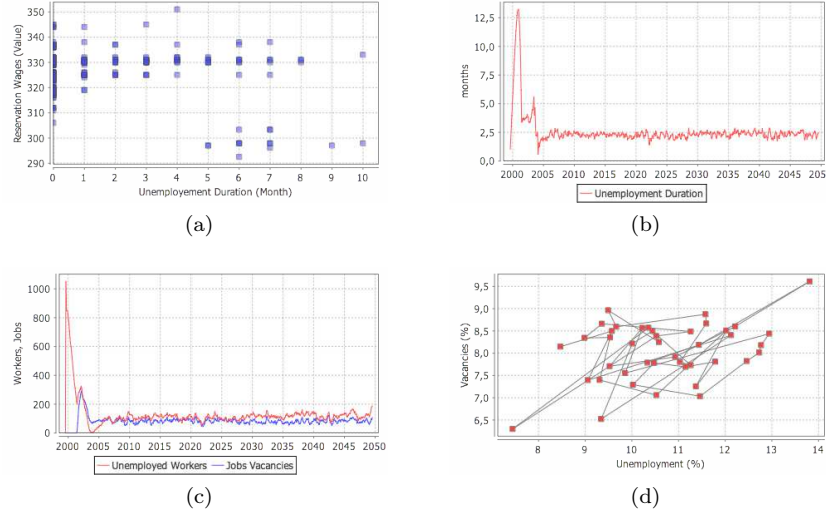 350
340
330
320
310
300
290
0 1 2 3 4 5 6 7 8 9 10
Reservation Wages (Value)
Unemployement Duration (Month)
(a)
12,5
10,0
7,5
5,0
2,5
0,0
months
2000 2005 2010 2015 2020 2025 2030 2035 2040 2045 205
Unemployment Duration
(b)
1000
800
600
400
200
0
Workers, Jobs
2000 2005 2010 2015 2020 2025 2030 2035 2040 2045 2050
Unemployed Workers Jobs Vacancies
(c)
9,5
9,0
8,5
8,0
7,5
7,0
6,5
Vacancies (%)
8 9 10 11 12 13 14
Unemployment (%)
(d)